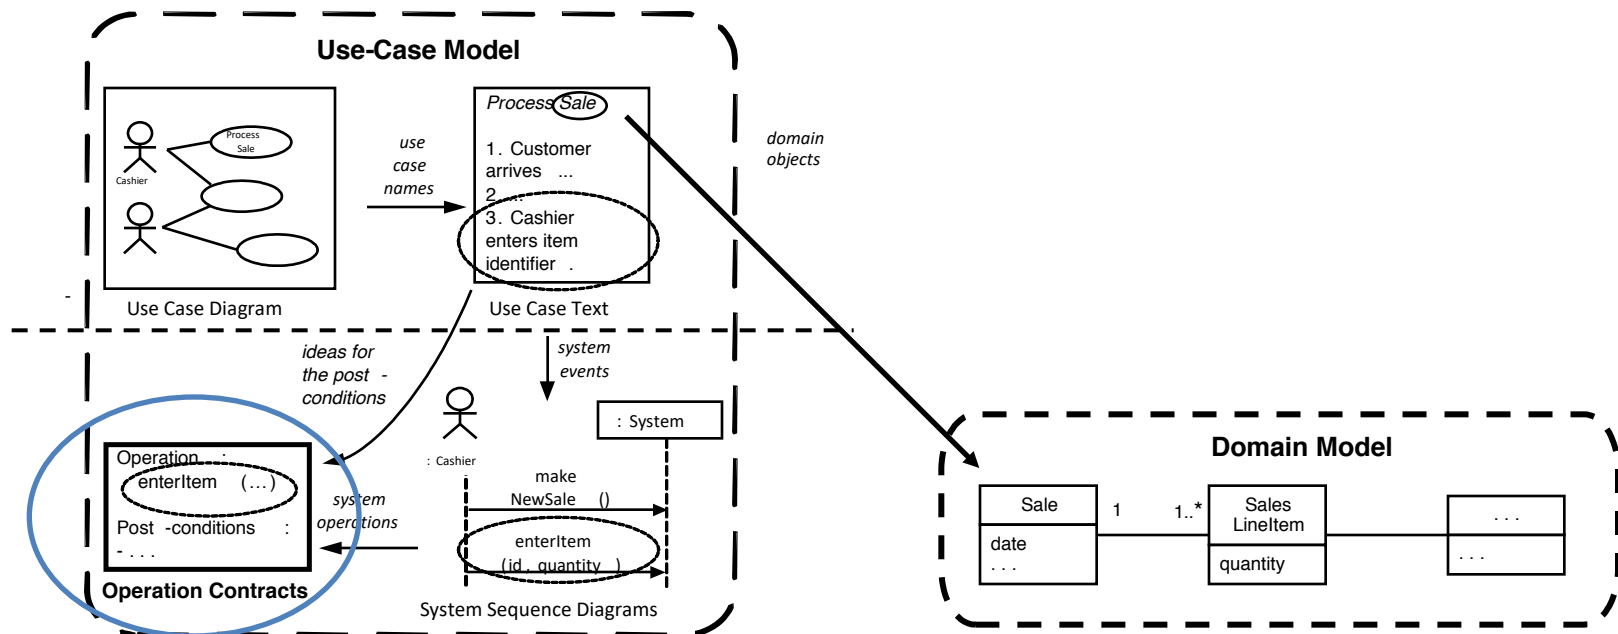 Use-Case Model
Process
Sale
Cashier
Use Case Diagram
use
case
names
Process Sale
1. Customer
arrives ...
2. ...
3. Cashier
enters item
identifier .
Use Case Text
domain
objects
-
ideas for
the post -
conditions
system
events
Operation :
enterItem (...)
Post -conditions :
- . . .
Operation Contracts
system
operations
: Cashier
: System
make
NewSale ()
enterItem
(id, quantity )
System Sequence Diagrams
Domain Model
Sale
date
. . .
1
1..*
Sales
LineItem
quantity
. . .
. . .